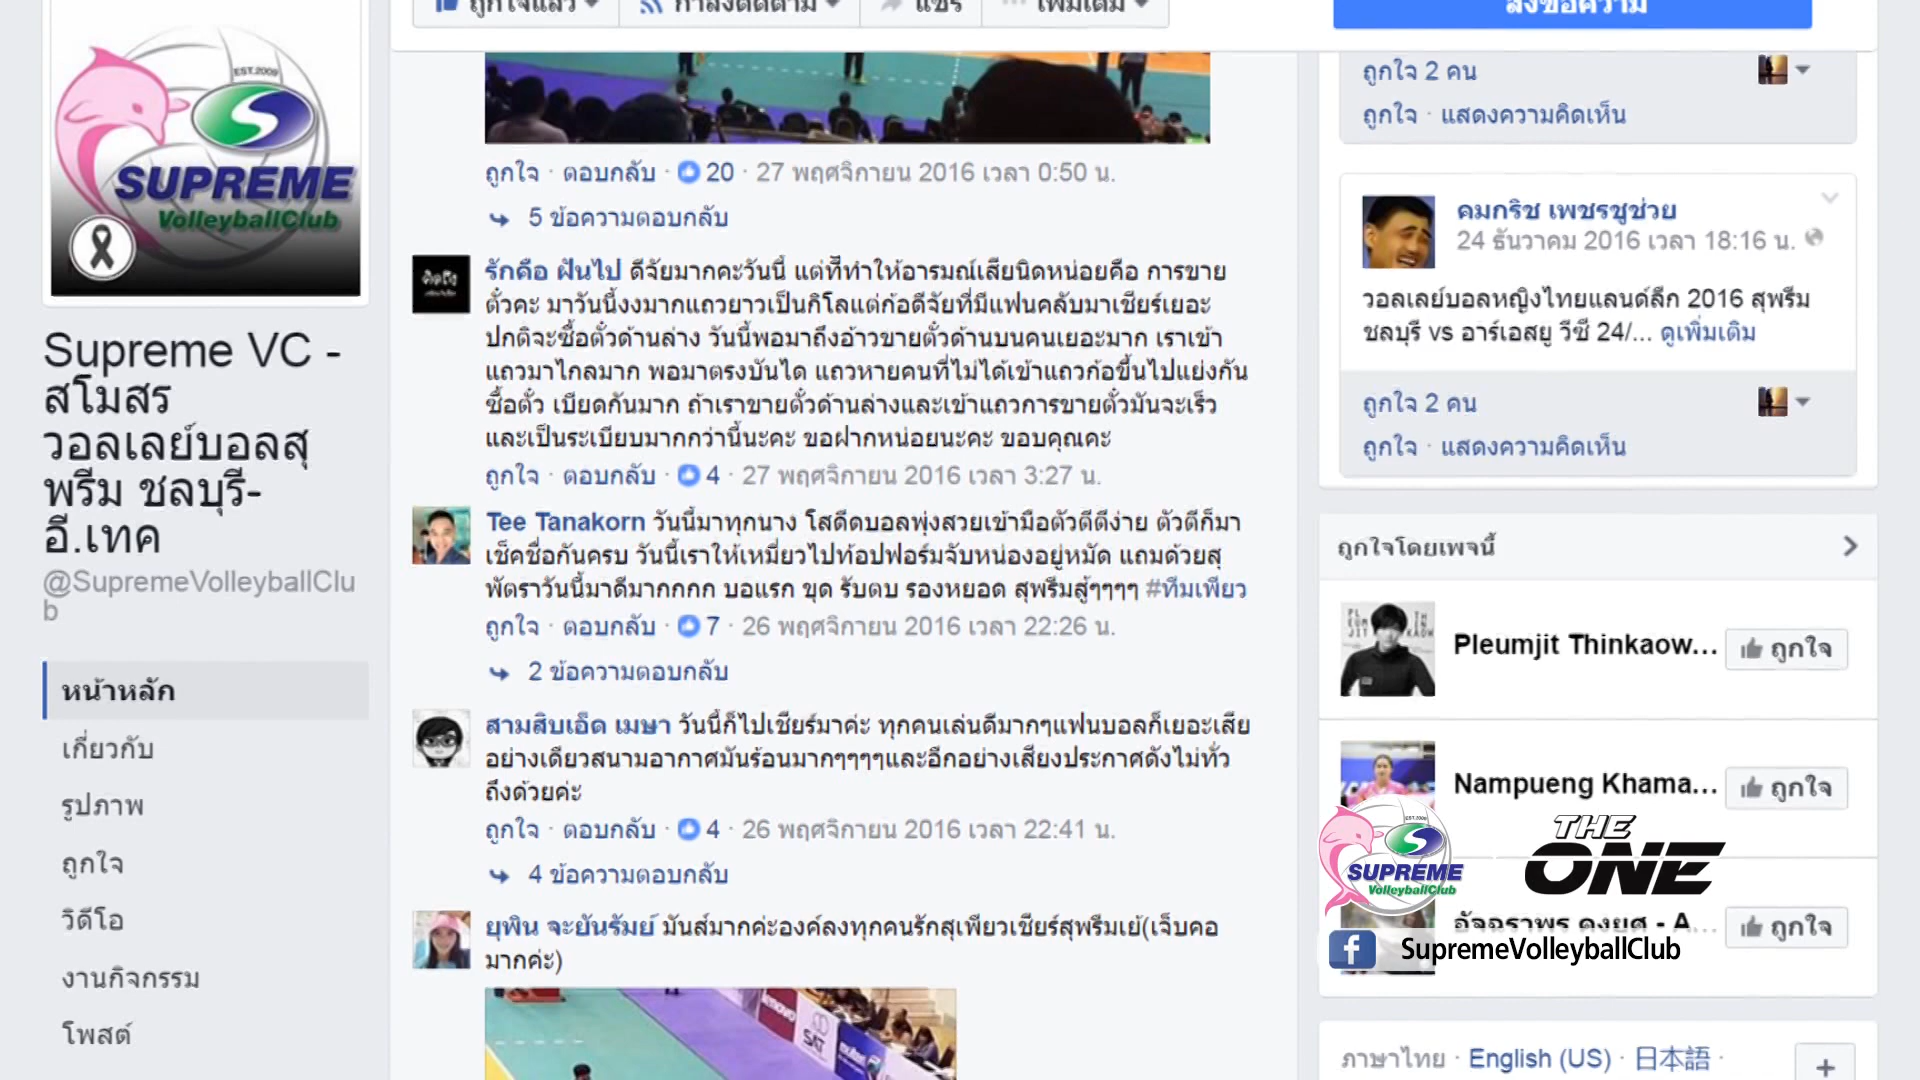 ถูกใจแล้ว
กำลังติดตาม
แชร์
เพิ่มเติม
ส่งข้อความ
EST.2009
SUPREME
VolleyballClub
Supreme VC -
สโมสร
วอลเลย์บอลสุ
พรีม ชลบุรี-
อี.เทค
@SupremeVolleyballClu
b
หน้าหลัก
เกี่ยวกับ
รูปภาพ
ถูกใจ
วิดีโอ
งานกิจกรรม
โพสต์
ถูกใจ · ตอบกลับ · 20 · 27 พฤศจิกายน 2016 เวลา 0:50 น.
5 ข้อความตอบกลับ
คิดถึง
รักคือ ฝันไป ดีจัยมากคะวันนี้ แต่ที่ทำให้อารมณ์เสียนิดหน่อยคือ การขาย
ตั๋วคะ มาวันนี้งงมากแถวยาวเป็นกิโลแต่ก้อดีจัยที่มีแฟนคลับมาเชียร์เยอะ
ปกติจะซื้อตั๋วด้านล่าง วันนี้พอมาถึงอ้าวขายตั๋วด้านบนคนเยอะมาก เราเข้า
แถวมาไกลมาก พอมาตรงบันได แถวหายคนที่ไม่ได้เข้าแถวก้อขึ้นไปแย่งกัน
ซื้อตั๋ว เบียดกันมาก ถ้าเราขายตั๋วด้านล่างและเข้าแถวการขายตั๋วมันจะเร็ว
และเป็นระเบียบมากกว่านี้นะคะ ขอฝากหน่อยนะคะ ขอบคุณคะ
ถูกใจ · ตอบกลับ · 4 · 27 พฤศจิกายน 2016 เวลา 3:27 น.
Tee Tanakorn วันนี้มาทุกนาง โสดีดบอลพุ่งสวยเข้ามือตัวตีตีง่าย ตัวตีก็มา
เช็คชื่อกันครบ วันนี้เราให้เหมี่ยวไปท้อปฟอร์มจับหน่องอยู่หมัด แถมด้วยสุ
พัตราวันนี้มาดีมากกกก บอแรก ขุด รับตบ รองหยอด สุพรีมสู้ๆๆๆๆ #ทีมเพียว
ถูกใจ · ตอบกลับ · 7 · 26 พฤศจิกายน 2016 เวลา 22:26 น.
2 ข้อความตอบกลับ
สามสิบเอ็ด เมษา วันนี้ก็ไปเชียร์มาค่ะ ทุกคนเล่นดีมากๆแฟนบอลก็เยอะเสีย
อย่างเดียวสนามอากาศมันร้อนมากๆๆๆๆและอีกอย่างเสียงประกาศดังไม่ทั่ว
ถึงด้วยค่ะ
ถูกใจ · ตอบกลับ · 4 · 26 พฤศจิกายน 2016 เวลา 22:41 น.
4 ข้อความตอบกลับ
ยุพิน จะยันรัมย์ มันส์มากค่ะองค์ลงทุกคนรักสุเพียวเชียร์สุพรีมเย้(เจ็บคอ
มากค่ะ)
lenovo
SAT
ถูกใจ 2 คน
ถูกใจ · แสดงความคิดเห็น
คมกริช เพชรชูช่วย
24 ธันวาคม 2016 เวลา 18:16 น.
วอลเลย์บอลหญิงไทยแลนด์ลีก 2016 สุพรีม
ชลบุรี vs อาร์เอสยู วีซี 24/... ดูเพิ่มเติม
ถูกใจ 2 คน
ถูกใจ · แสดงความคิดเห็น
ถูกใจโดยเพจนี้
Pleumjit Thinkaow... ถูกใจ
Nampueng Khama... ถูกใจ
EST.2009
SUPREME
VolleyballClub
THE
ONE
อัจฉราพร คงยศ - A... ถูกใจ
SupremeVolleyballClub
ภาษาไทย · English (US) · 日本語 ·
+